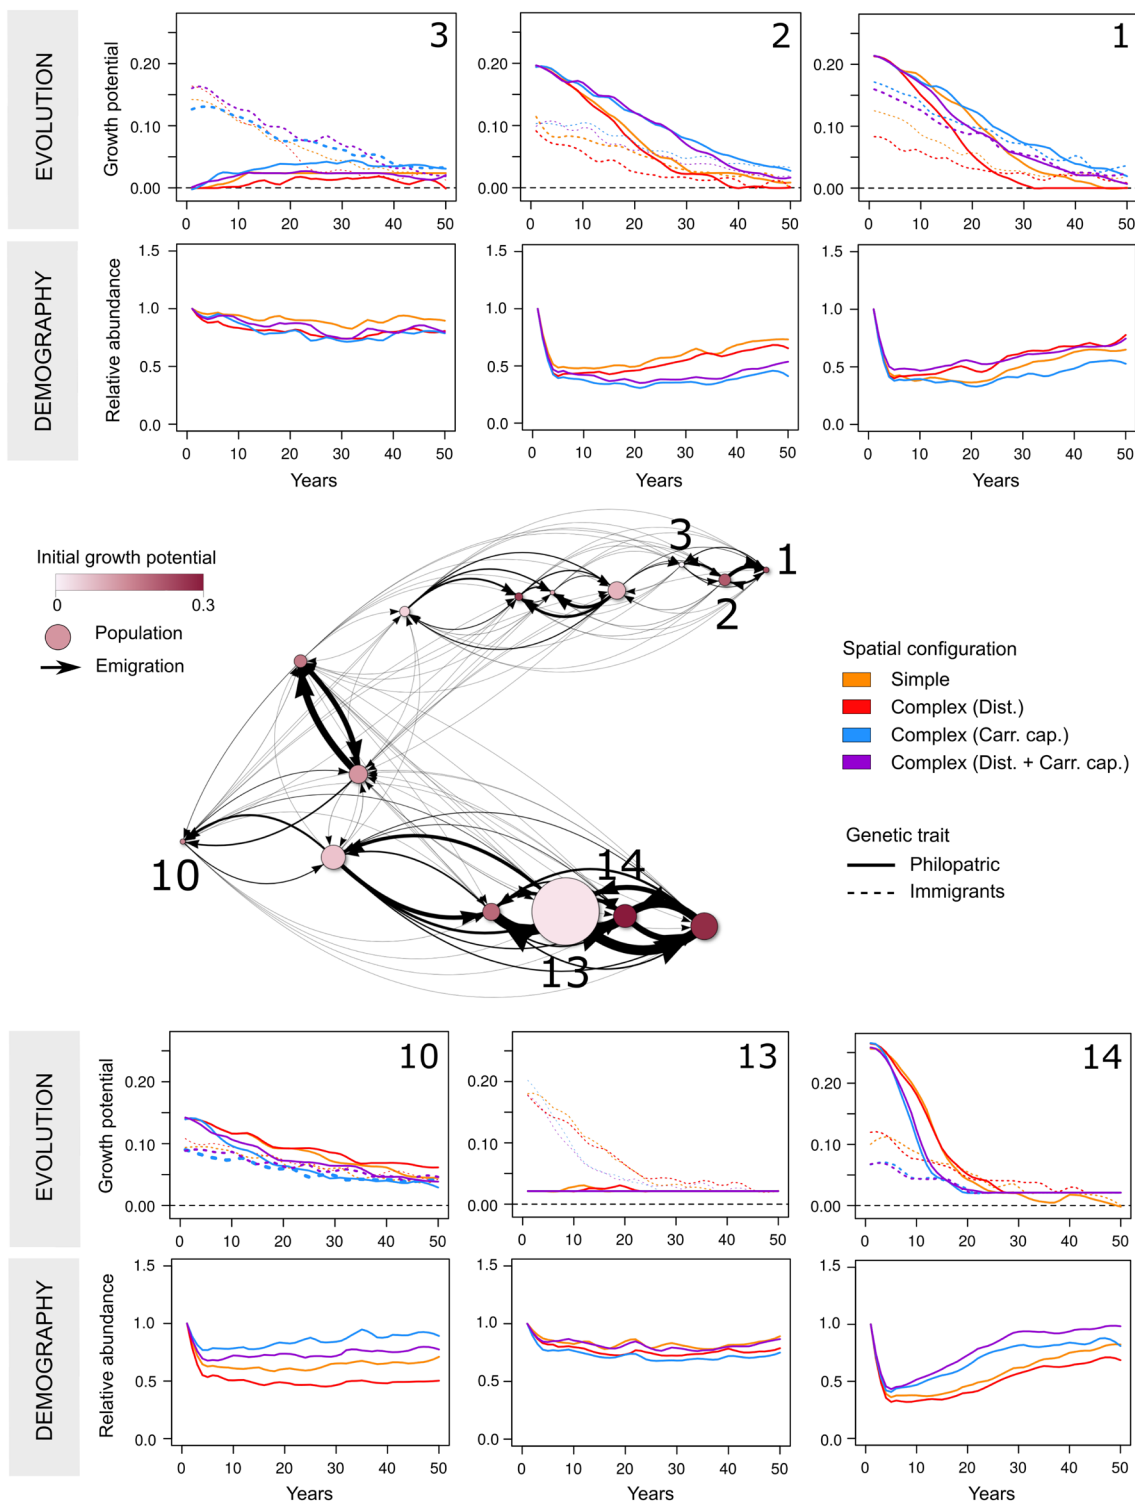 EVOLUTION
Growth potential
0.20
0.10
0.00
3
0 10 20 30 40 50
0.20
0.10
0.00
2
0 10 20 30 40 50
0.20
0.10
0.00
1
0 10 20 30 40 50
DEMOGRAPHY
Relative abundance
1.5
1.0
0.5
0.0
0 10 20 30 40 50
Years
1.5
1.0
0.5
0.0
0 10 20 30 40 50
Years
1.5
1.0
0.5
0.0
0 10 20 30 40 50
Years
Initial growth potential
0 0.3
Population
Emigration
3
1
2
10
14
13
Spatial configuration
Simple
Complex (Dist.)
Complex (Carr. cap.)
Complex (Dist. + Carr. cap.)
Genetic trait
Philopatric
Immigrants
EVOLUTION
Growth potential
0.20
0.10
0.00
10
0 10 20 30 40 50
0.20
0.10
0.00
13
0 10 20 30 40 50
0.20
0.10
0.00
14
0 10 20 30 40 50
DEMOGRAPHY
Relative abundance
1.5
1.0
0.5
0.0
0 10 20 30 40 50
Years
1.5
1.0
0.5
0.0
0 10 20 30 40 50
Years
1.5
1.0
0.5
0.0
0 10 20 30 40 50
Years